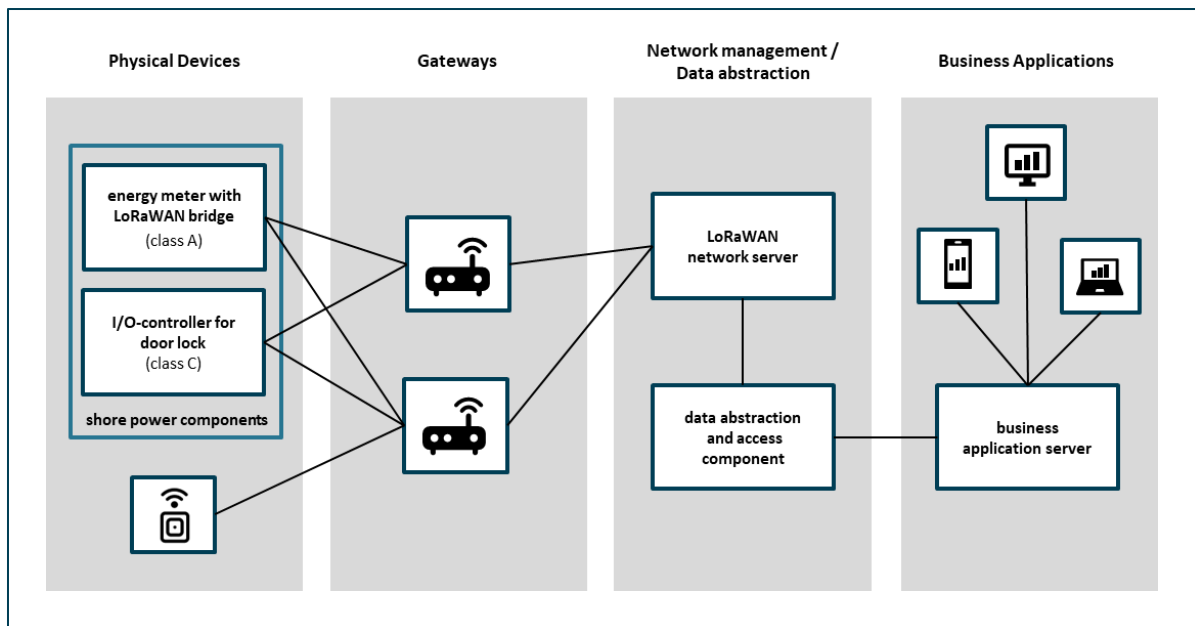 Physical Devices
Gateways
Network management /
Data abstraction
Business Applications
energy meter with
LoRaWAN bridge
(class A)
I/O-controller for
door lock
(class C)
shore power components
LoRaWAN
network server
data abstraction
and access
component
business
application server